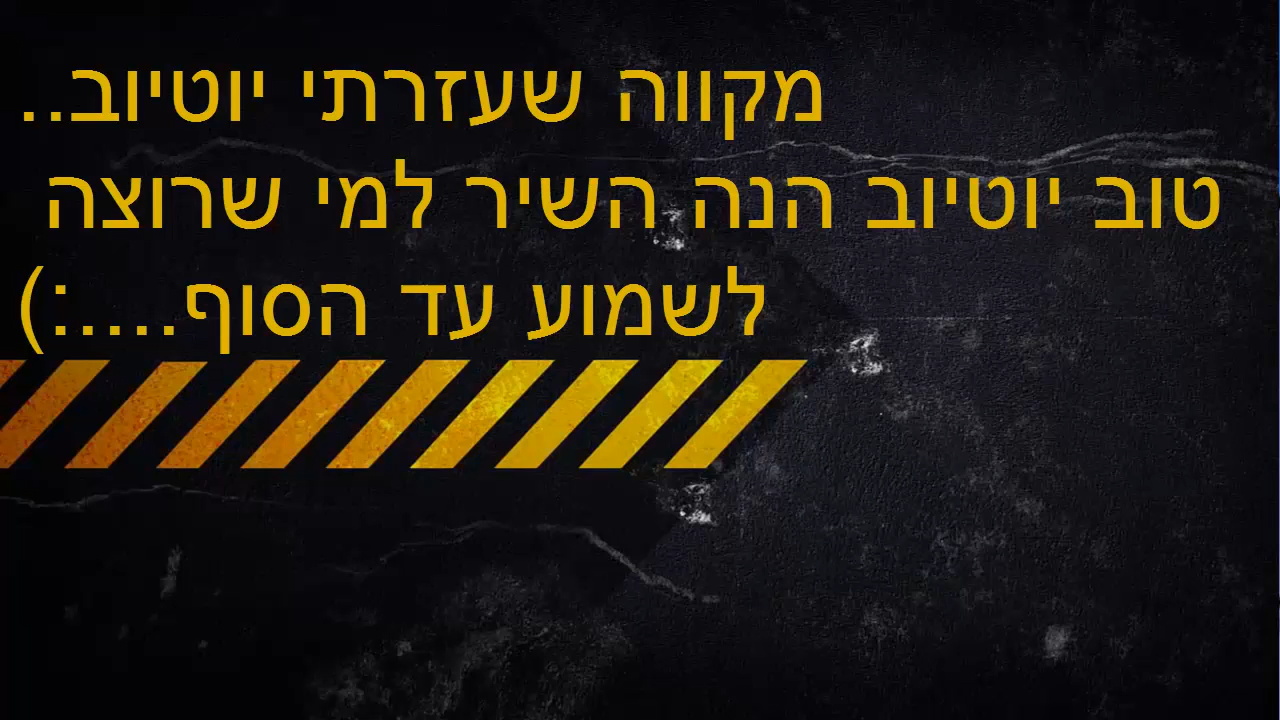 מקווה שעזרתי יוטיוב..
טוב יוטיוב הנה השיר למי שרוצה
לשמוע עד הסוף....:)